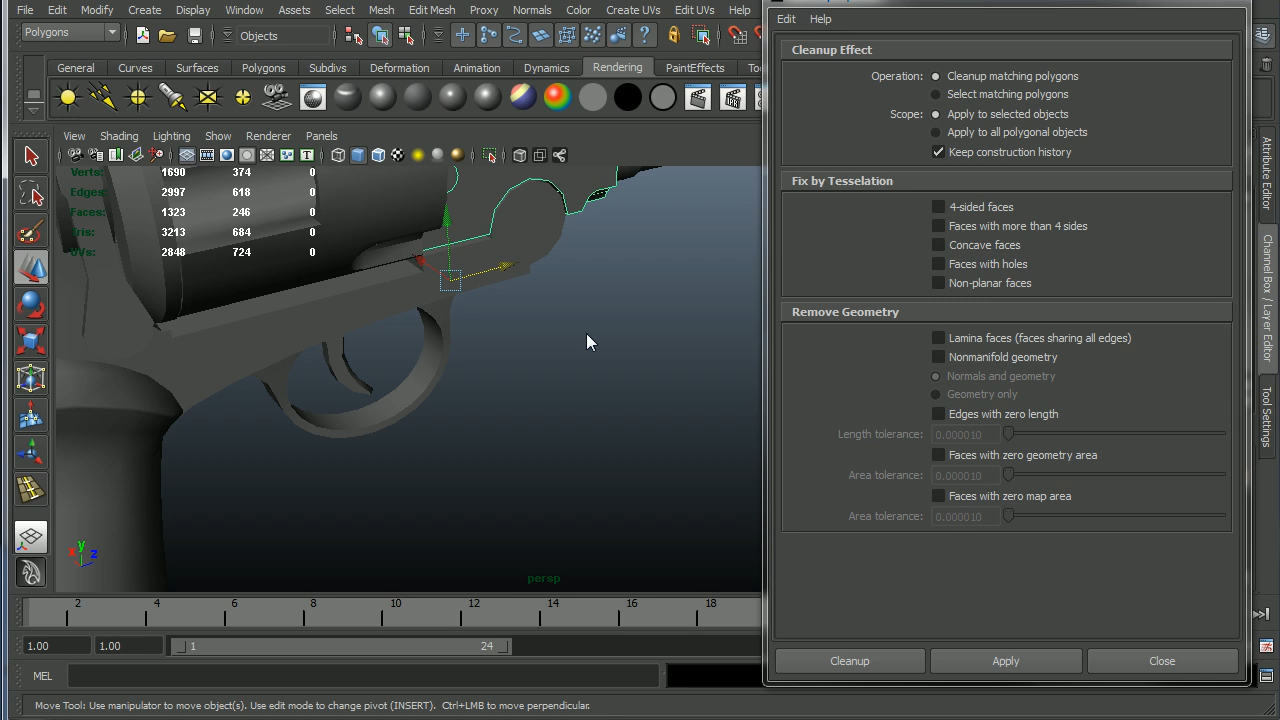 File Edit Modify Create Display Window Assets Select Mesh Edit Mesh Proxy Normals Color Create UVs Edit UVs Help
Polygons
Objects
General Curves Surfaces Polygons Subdivs Deformation Animation Dynamics Rendering PaintEffects
View Shading Lighting Show Renderer Panels
Verts: 1690 374 0
Edges: 2997 618 0
Faces: 1323 246 0
Tris: 3213 684 0
UVs: 2848 724 0
y
x z
persp
2 4 6 8 10 12 14 16 18
1.00 1.00 1 24
MEL
Move Tool: Use manipulator to move object(s). Use edit mode to change pivot (INSERT). Ctrl+LMB to move perpendicular.
Edit Help
Cleanup Effect
Operation: Cleanup matching polygons
Select matching polygons
Scope: Apply to selected objects
Apply to all polygonal objects
Keep construction history
Fix by Tesselation
4-sided faces
Faces with more than 4 sides
Concave faces
Faces with holes
Non-planar faces
Remove Geometry
Lamina faces (faces sharing all edges)
Nonmanifold geometry
Normals and geometry
Geometry only
Edges with zero length
Length tolerance: 0.000010
Faces with zero geometry area
Area tolerance: 0.000010
Faces with zero map area
Area tolerance: 0.000010
Cleanup Apply Close
Attribute Editor
Channel Box / Layer Editor
Tool Settings